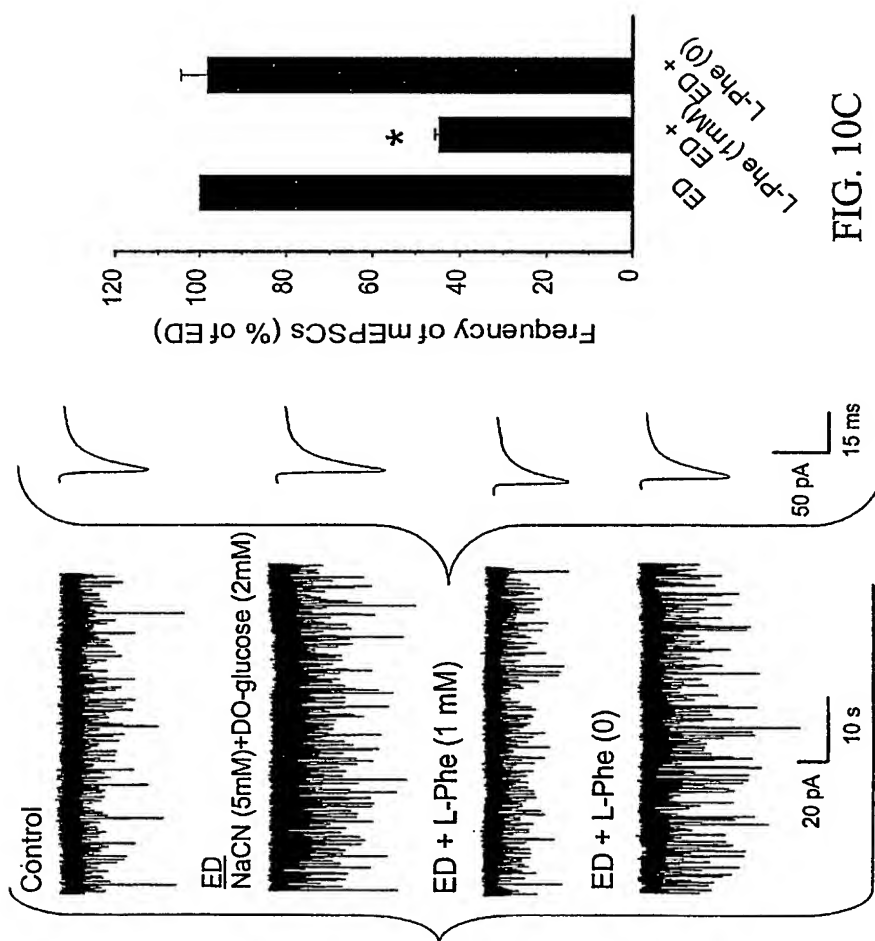 Control
ED
NaCN (5mM)+DO-glucose (2mM)
ED + L-Phe (1 mM)
ED + L-Phe (0)
20 pA
10 s
50 pA
15 ms
Frequency of mEPSCs (% of ED)
120
100
80
60
40
20
0
*
ED
ED +
L-Phe (1mM)
ED +
L-Phe (0)
FIG. 10C